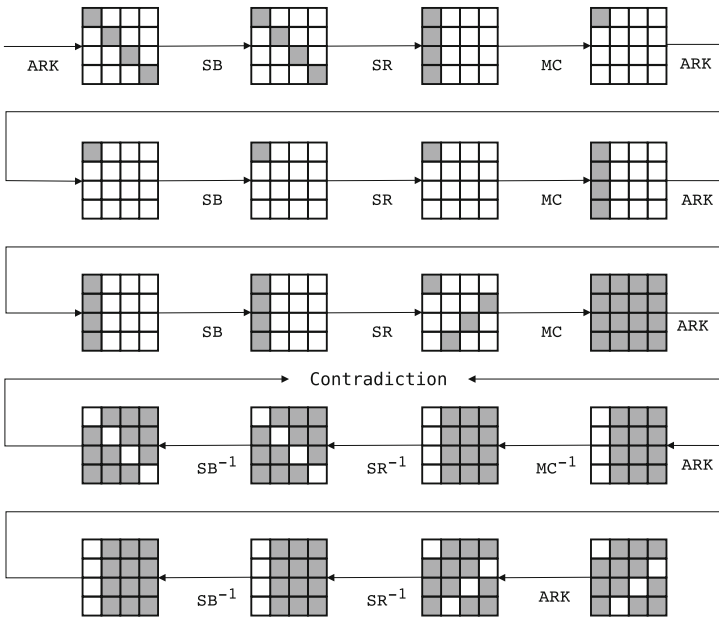 ARK SB SR MC ARK
SB SR MC ARK
SB SR MC ARK
Contradiction
SB⁻¹ SR⁻¹ MC⁻¹ ARK
SB⁻¹ SR⁻¹ ARK